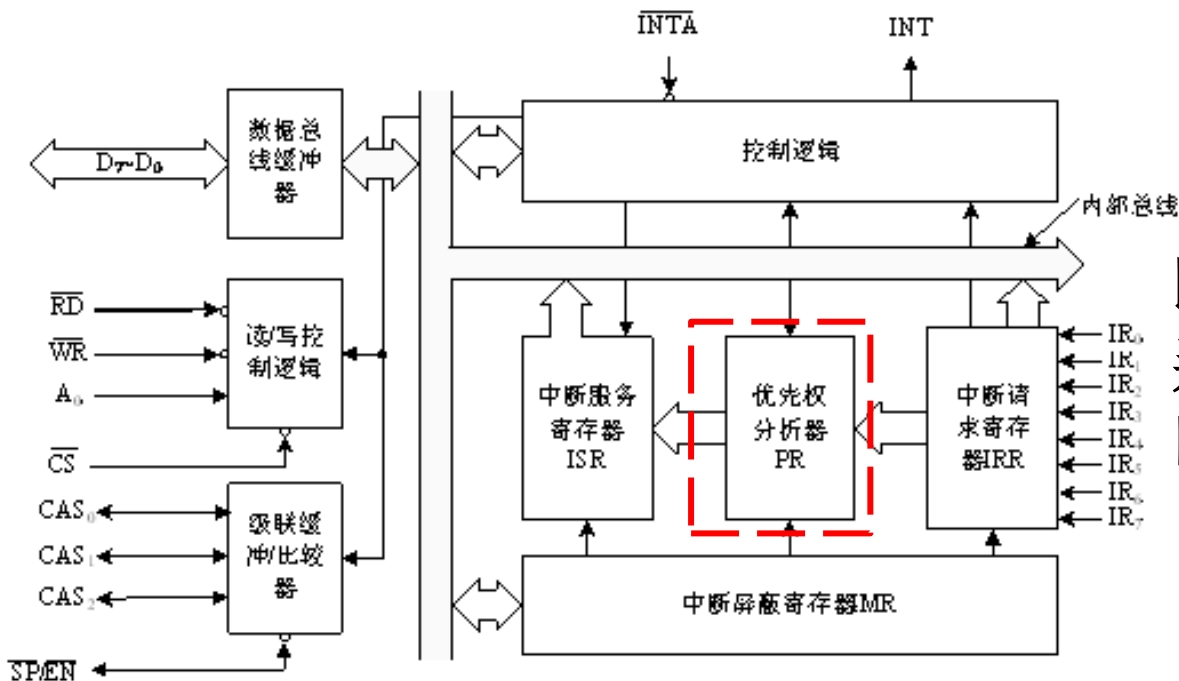 INTA
INT
数据总
线缓冲
器
D7~D0
控制逻辑
内部总线
RD
WR
A0
CS
读/写控
制逻辑
中断服务
寄存器
ISR
优先权
分析器
PR
中断请
求寄存
器IRR
IR0
IR1
IR2
IR3
IR4
IR5
IR6
IR7
CAS0
CAS1
CAS2
级联缓
冲/比较
器
SP/EN
中断屏蔽寄存器IMR